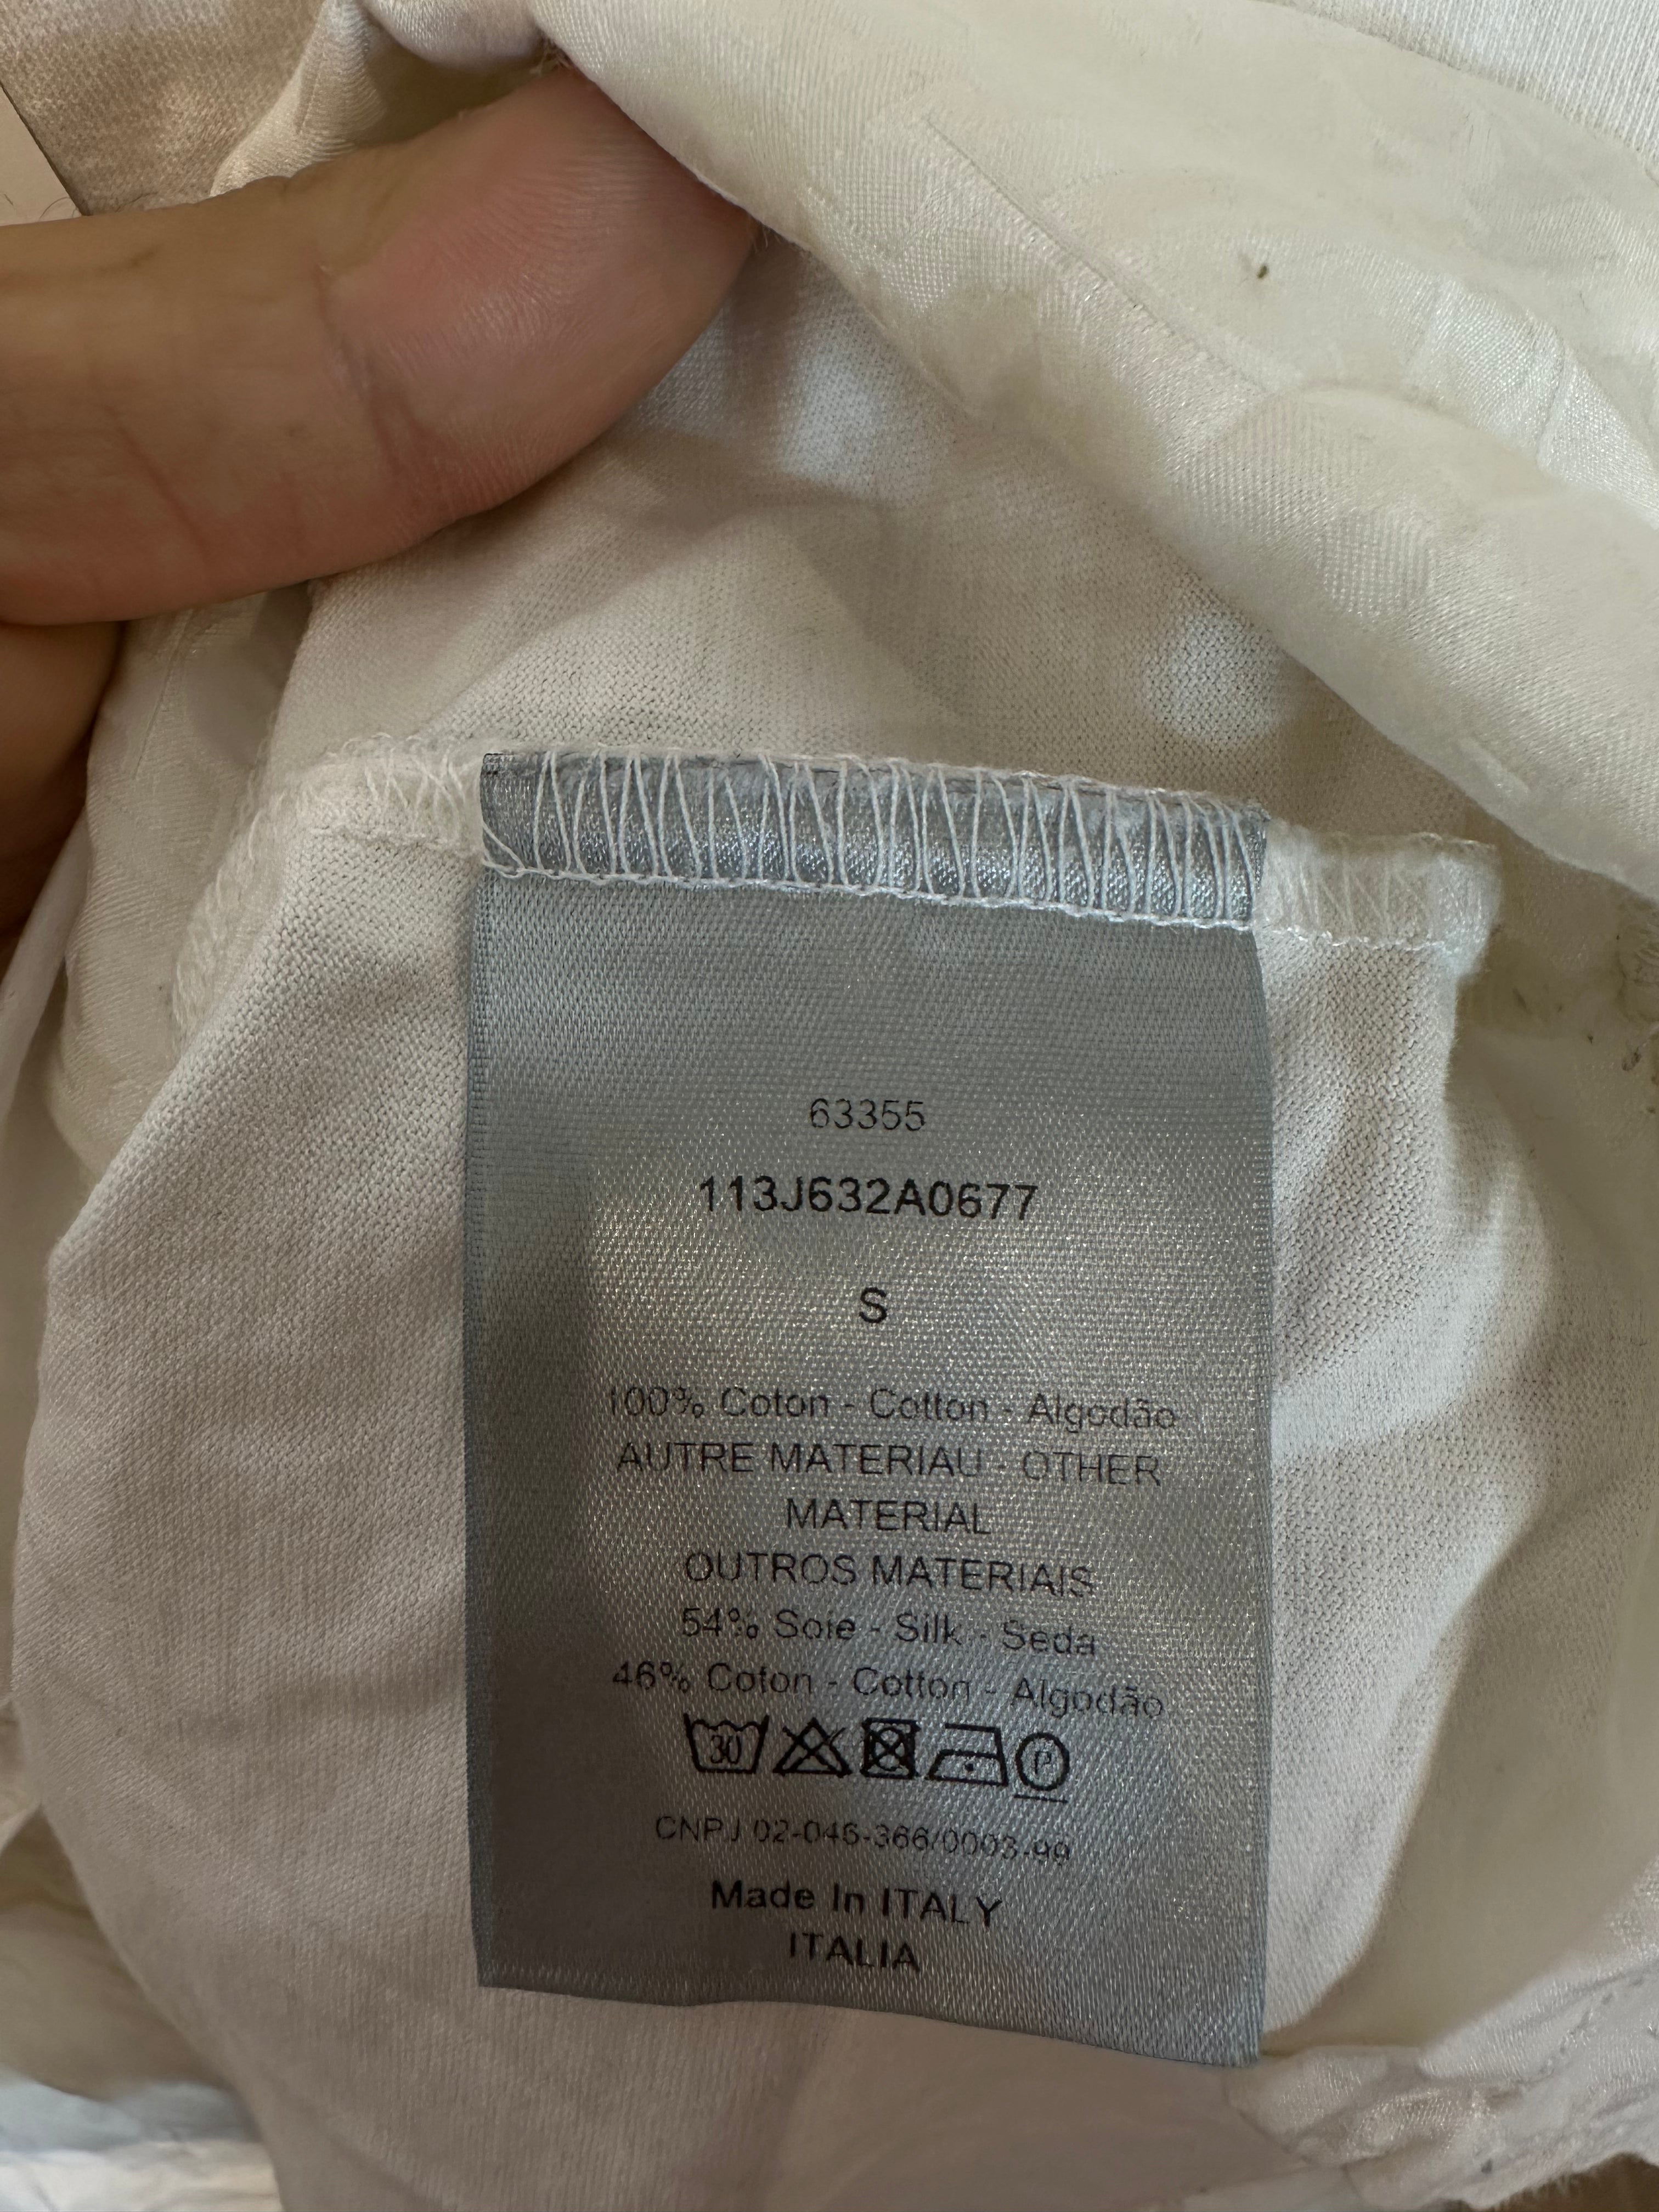 63355
113J632A0677
S
100% Coton - Cotton - Algodão
AUTRE MATERIAU - OTHER
MATERIAL
OUTROS MATERIAIS
54% Soie - Silk - Seda
46% Coton - Cotton - Algodão
30 P
CNPJ 02-046-366/0003-99
Made In ITALY
ITALIA